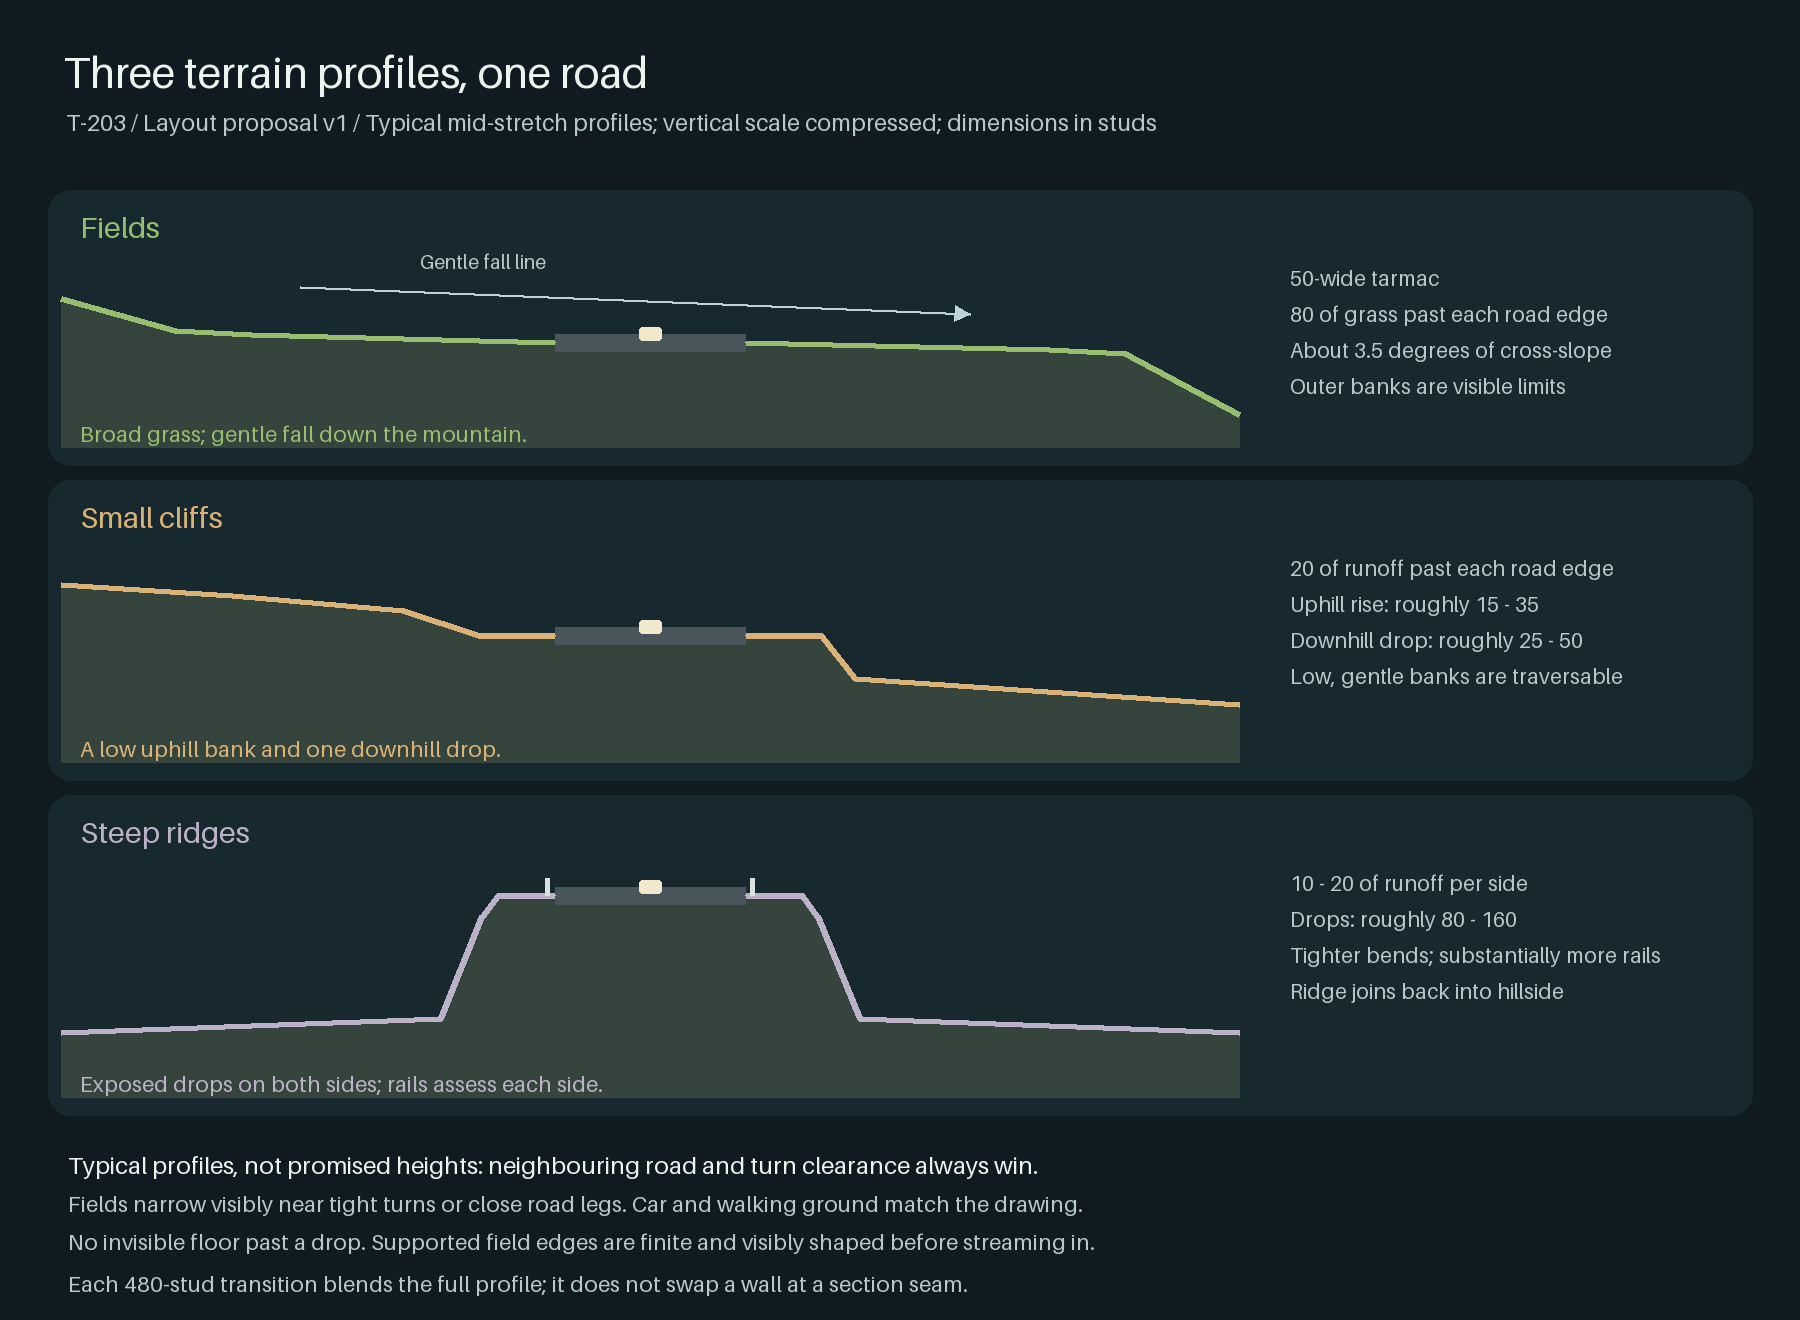 Three terrain profiles, one road
T-203 / Layout proposal v1 / Typical mid-stretch profiles; vertical scale compressed; dimensions in studs
Fields
Gentle fall line
50-wide tarmac
80 of grass past each road edge
About 3.5 degrees of cross-slope
Outer banks are visible limits
Broad grass; gentle fall down the mountain.
Small cliffs
20 of runoff past each road edge
Uphill rise: roughly 15 - 35
Downhill drop: roughly 25 - 50
Low, gentle banks are traversable
A low uphill bank and one downhill drop.
Steep ridges
10 - 20 of runoff per side
Drops: roughly 80 - 160
Tighter bends; substantially more rails
Ridge joins back into hillside
Exposed drops on both sides; rails assess each side.
Typical profiles, not promised heights: neighbouring road and turn clearance always win.
Fields narrow visibly near tight turns or close road legs. Car and walking ground match the drawing.
No invisible floor past a drop. Supported field edges are finite and visibly shaped before streaming in.
Each 480-stud transition blends the full profile; it does not swap a wall at a section seam.